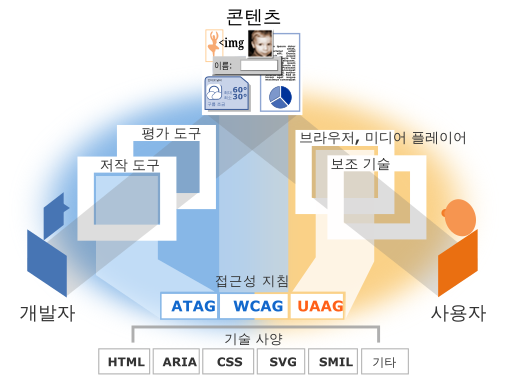 콘텐츠
<img
이름:
60°
30°
평가 도구
브라우저, 미디어 플레이어
저작 도구
보조 기술
접근성 지침
개발자
사용자
ATAG WCAG UAAG
기술 사양
HTML ARIA CSS SVG SMIL 기타